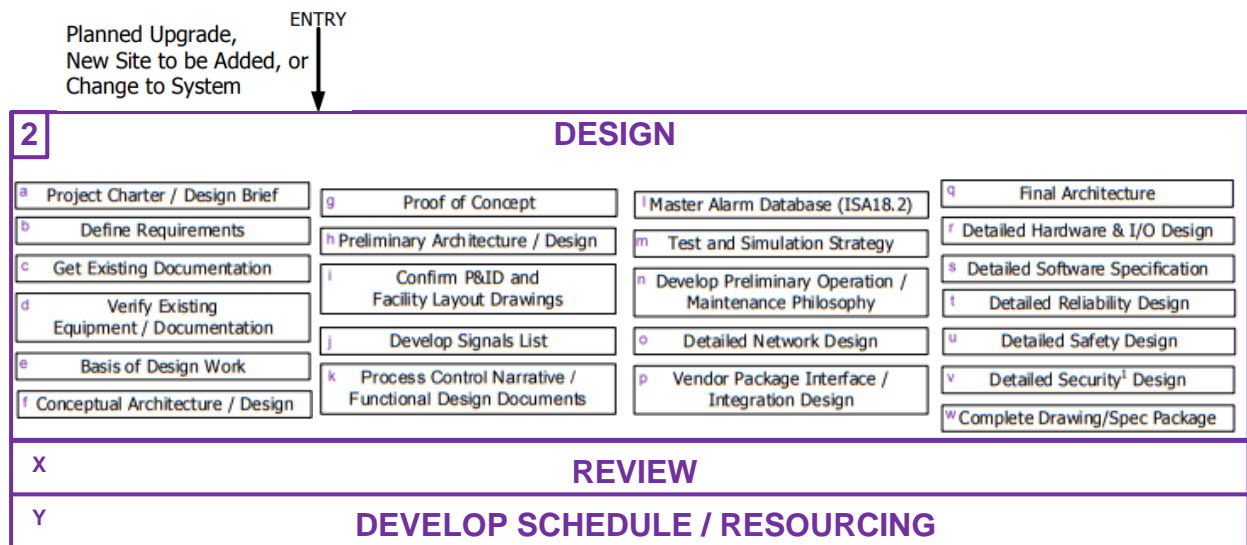 ENTRY
Planned Upgrade,
New Site to be Added, or
Change to System
2
DESIGN
a Project Charter / Design Brief
b Define Requirements
c Get Existing Documentation
d Verify Existing
Equipment / Documentation
e Basis of Design Work
f Conceptual Architecture / Design
g Proof of Concept
h Preliminary Architecture / Design
i Confirm P&ID and
Facility Layout Drawings
j Develop Signals List
k Process Control Narrative /
Functional Design Documents
l Master Alarm Database (ISA18.2)
m Test and Simulation Strategy
n Develop Preliminary Operation /
Maintenance Philosophy
o Detailed Network Design
p Vendor Package Interface /
Integration Design
q Final Architecture
r Detailed Hardware & I/O Design
s Detailed Software Specification
t Detailed Reliability Design
u Detailed Safety Design
v Detailed Security¹ Design
w Complete Drawing/Spec Package
X REVIEW
Y DEVELOP SCHEDULE / RESOURCING